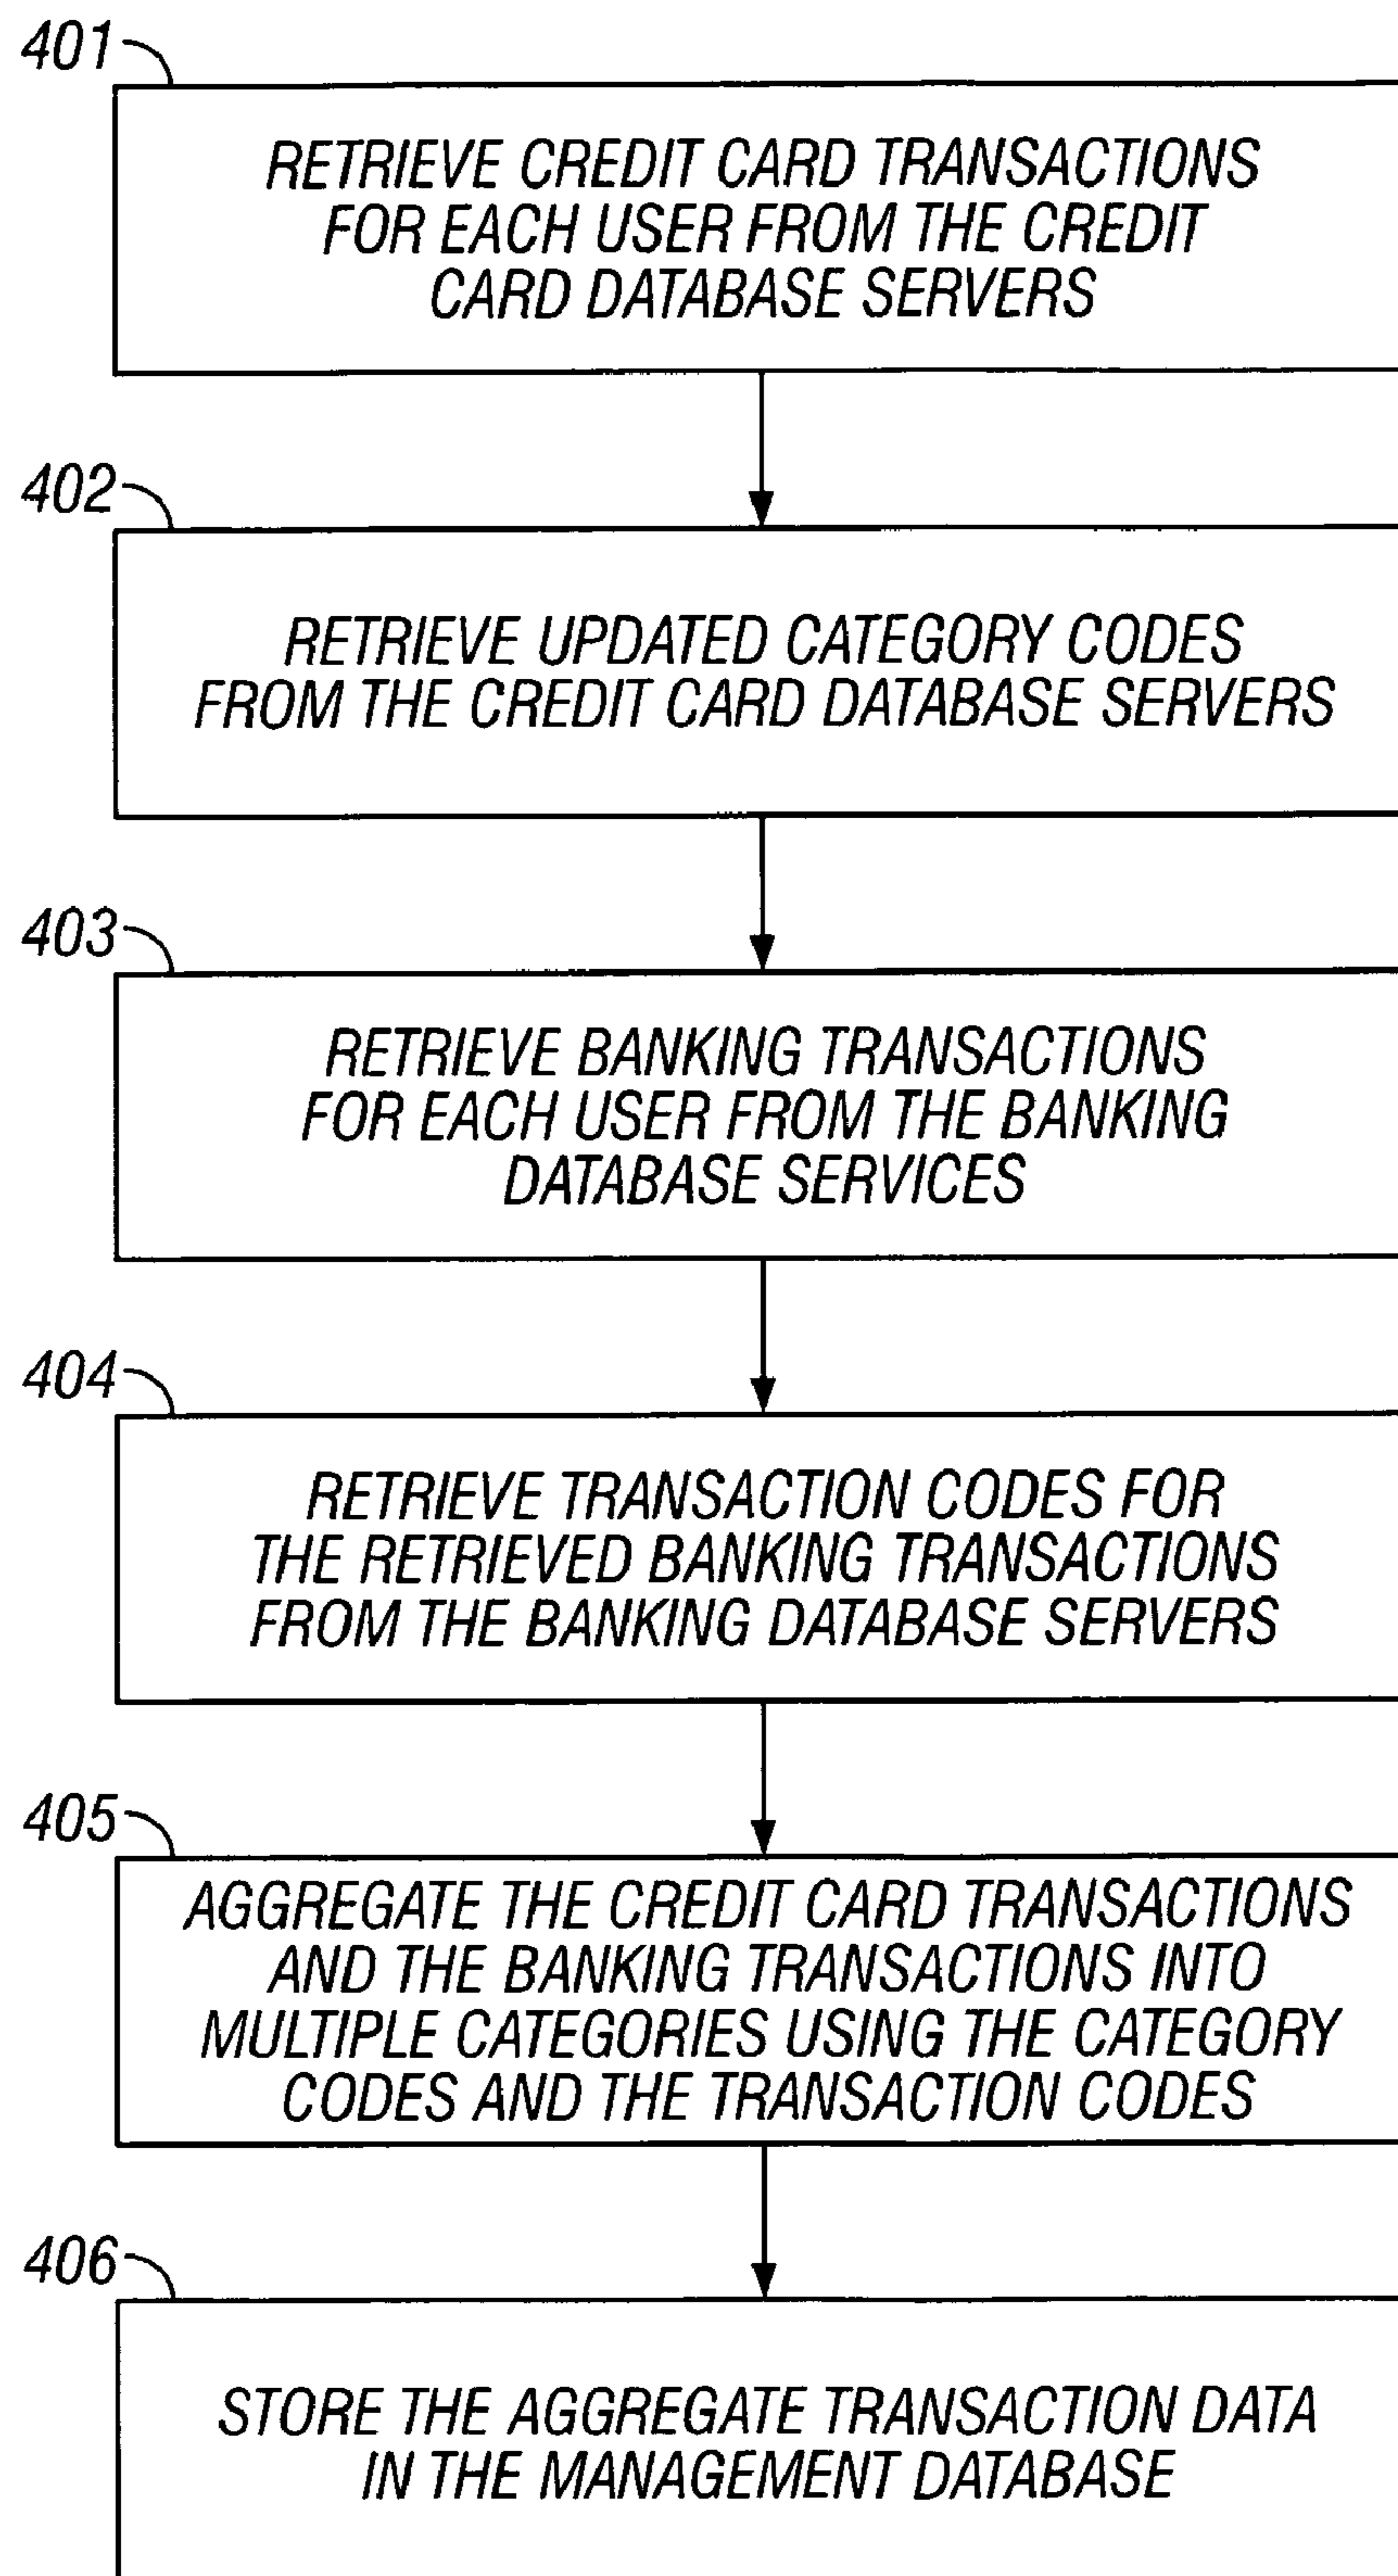 401
RETRIEVE CREDIT CARD TRANSACTIONS
FOR EACH USER FROM THE CREDIT
CARD DATABASE SERVERS
402
RETRIEVE UPDATED CATEGORY CODES
FROM THE CREDIT CARD DATABASE SERVERS
403
RETRIEVE BANKING TRANSACTIONS
FOR EACH USER FROM THE BANKING
DATABASE SERVICES
404
RETRIEVE TRANSACTION CODES FOR
THE RETRIEVED BANKING TRANSACTIONS
FROM THE BANKING DATABASE SERVERS
405
AGGREGATE THE CREDIT CARD TRANSACTIONS
AND THE BANKING TRANSACTIONS INTO
MULTIPLE CATEGORIES USING THE CATEGORY
CODES AND THE TRANSACTION CODES
406
STORE THE AGGREGATE TRANSACTION DATA
IN THE MANAGEMENT DATABASE